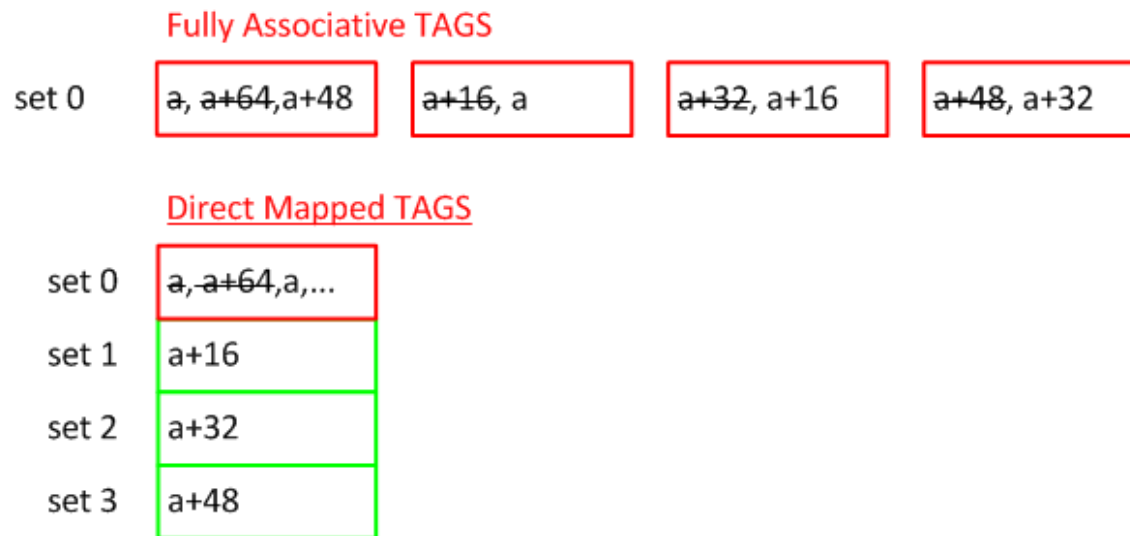 Fully Associative TAGS
set 0 a, a+64,a+48 a+16, a a+32, a+16 a+48, a+32
Direct Mapped TAGS
set 0 a, a+64,a,...
set 1 a+16
set 2 a+32
set 3 a+48